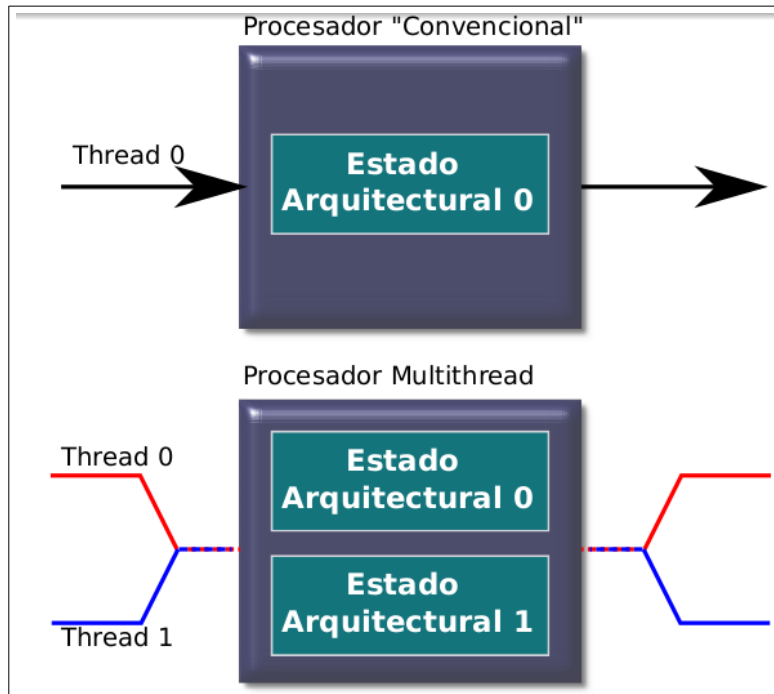 Procesador "Convencional"
Thread 0
Estado
Arquitectural 0
Procesador Multithread
Thread 0
Estado
Arquitectural 0
Estado
Arquitectural 1
Thread 1